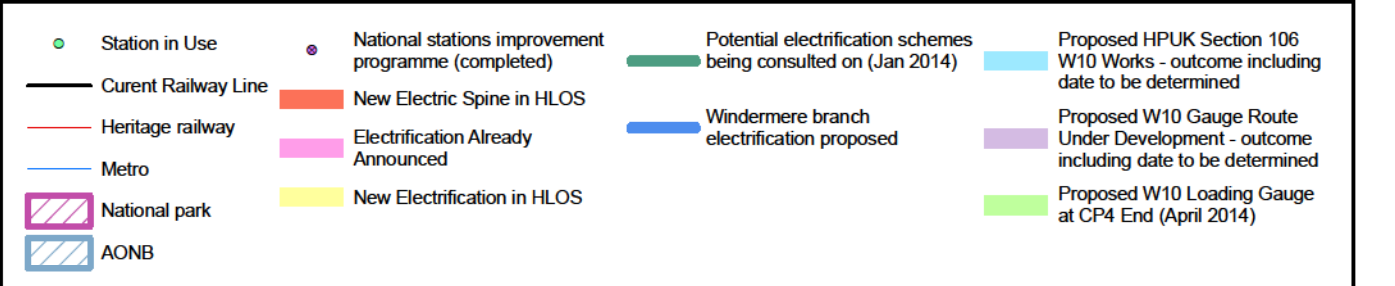 Station in Use
Curent Railway Line
Heritage railway
Metro
National park
AONB
National stations improvement
programme (completed)
New Electric Spine in HLOS
Electrification Already
Announced
New Electrification in HLOS
Potential electrification schemes
being consulted on (Jan 2014)
Windermere branch
electrification proposed
Proposed HPUK Section 106
W10 Works - outcome including
date to be determined
Proposed W10 Gauge Route
Under Development - outcome
including date to be determined
Proposed W10 Loading Gauge
at CP4 End (April 2014)